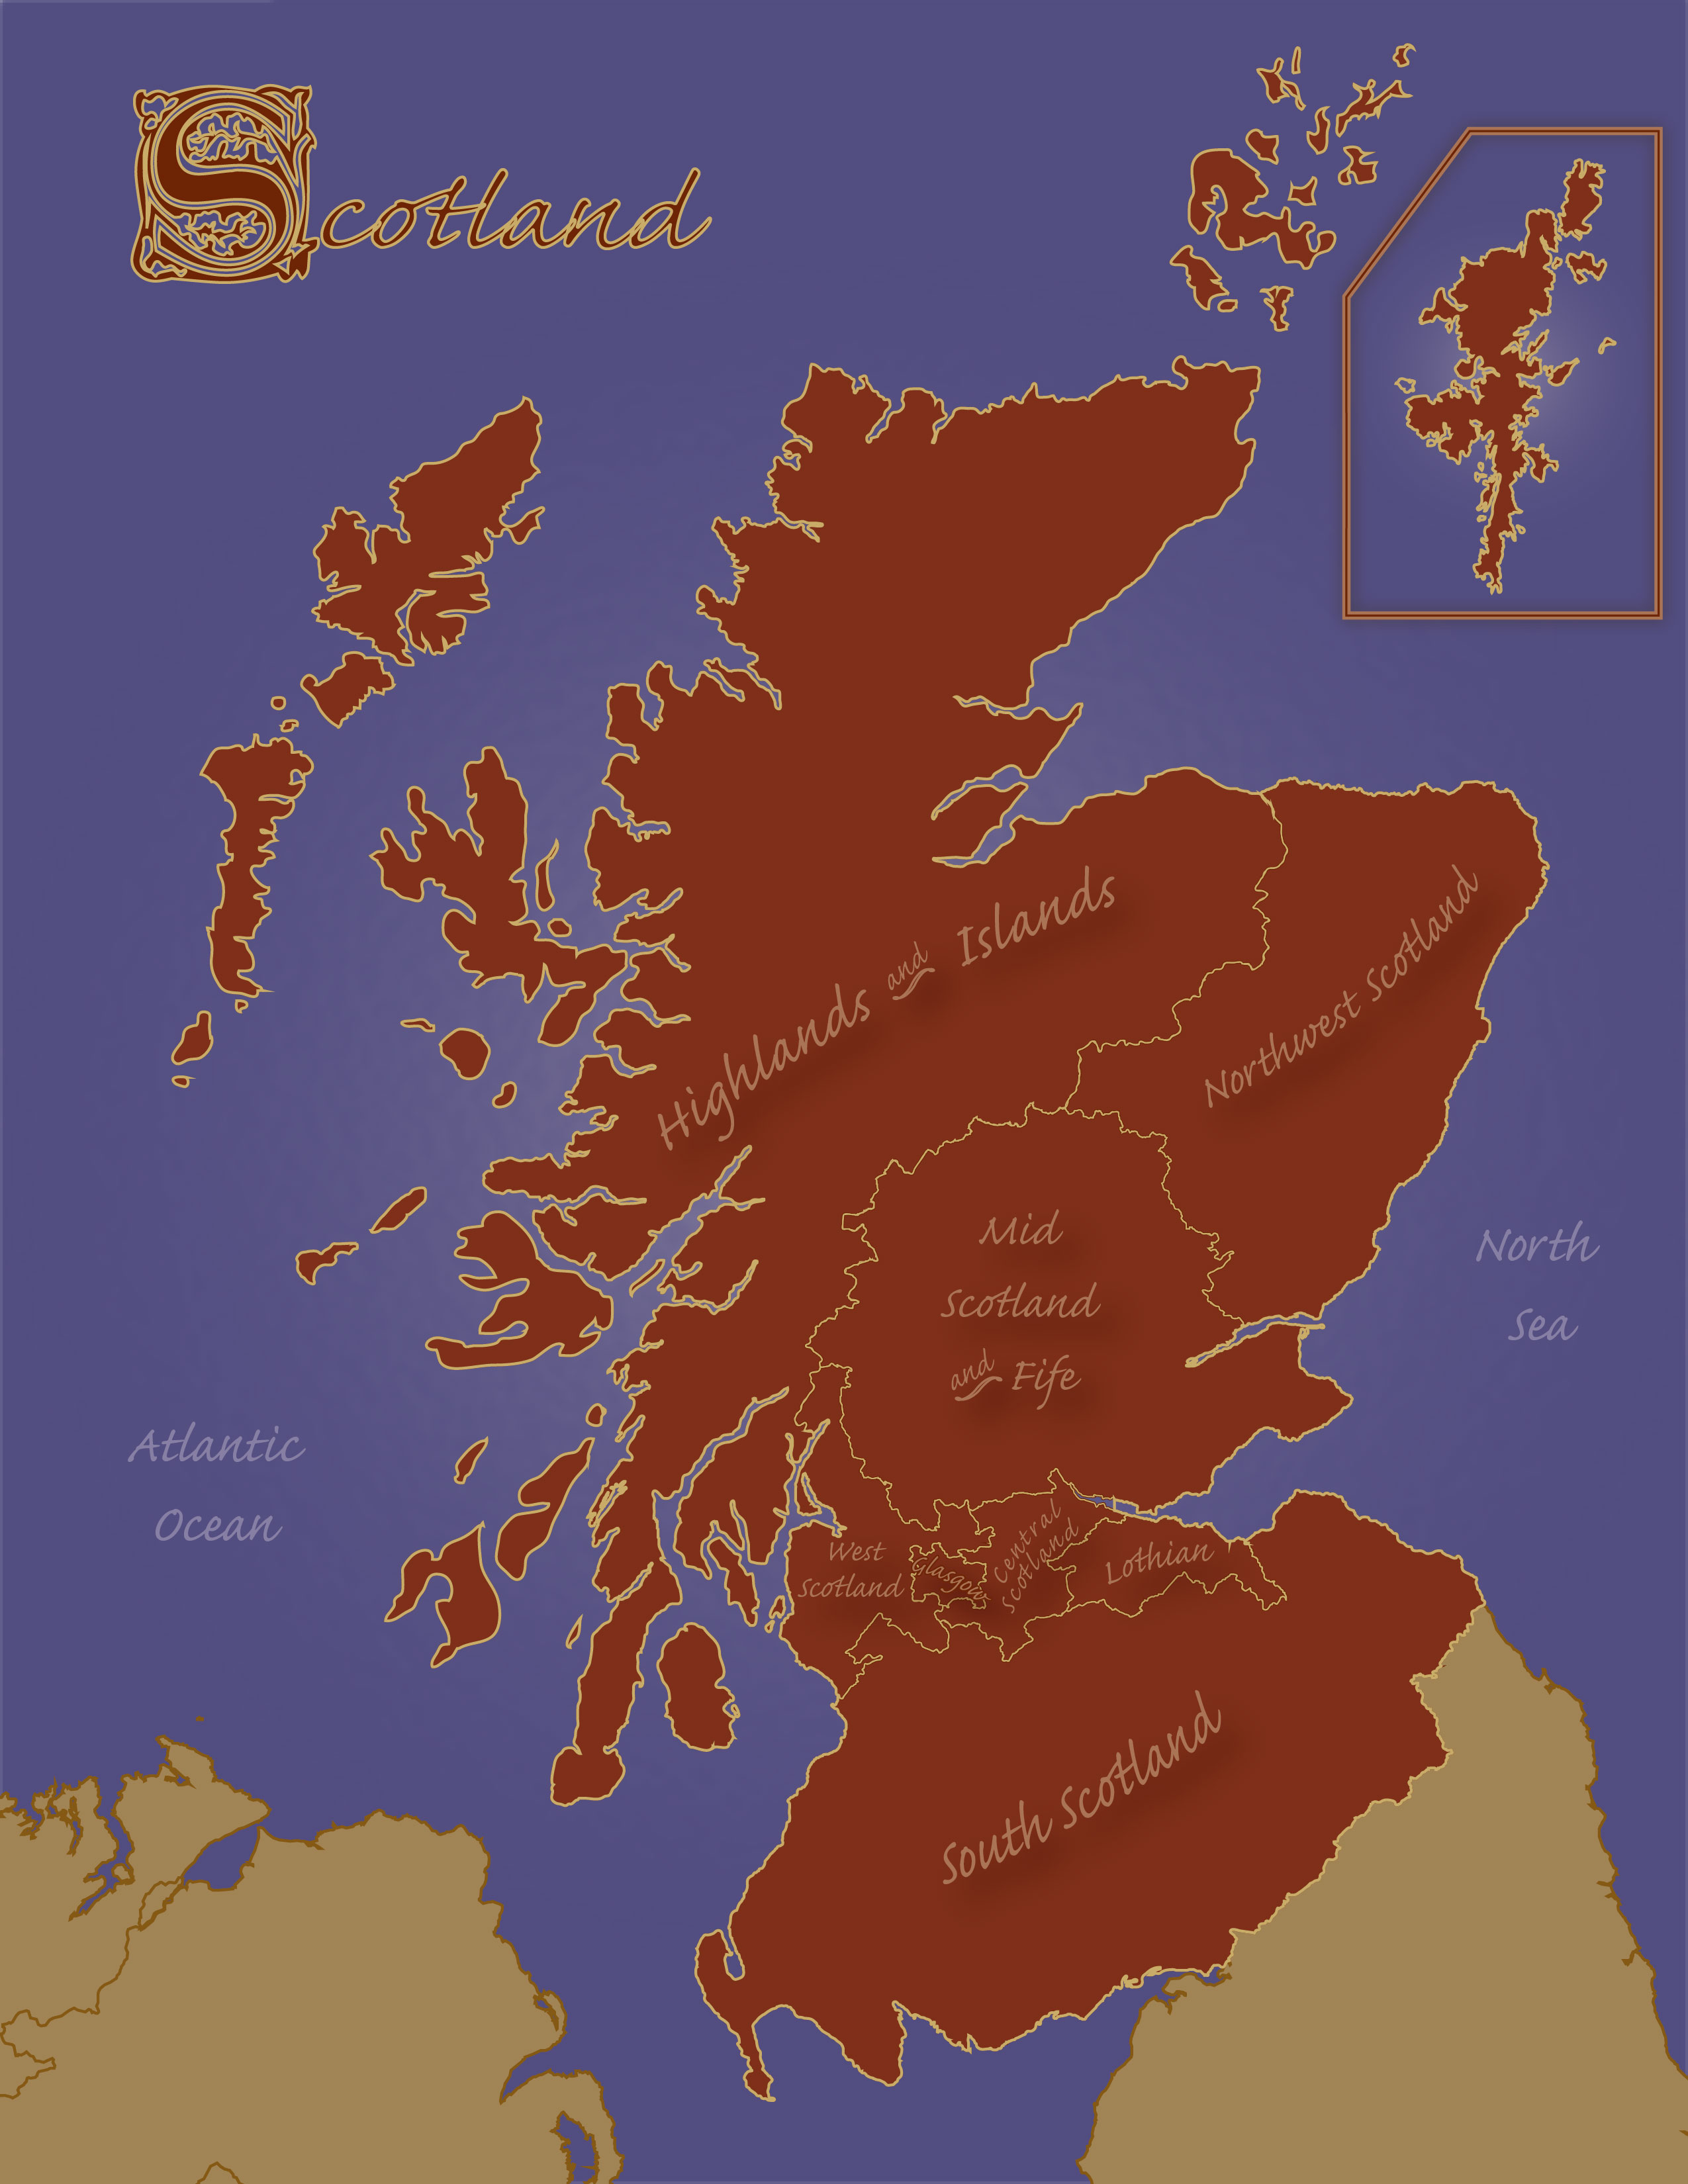 Scotland
Highlands and Islands
Northwest Scotland
Mid
Scotland
and Fife
North
Sea
Atlantic
Ocean
West
Scotland
Glasgow
Central
Scotland
Lothian
South Scotland